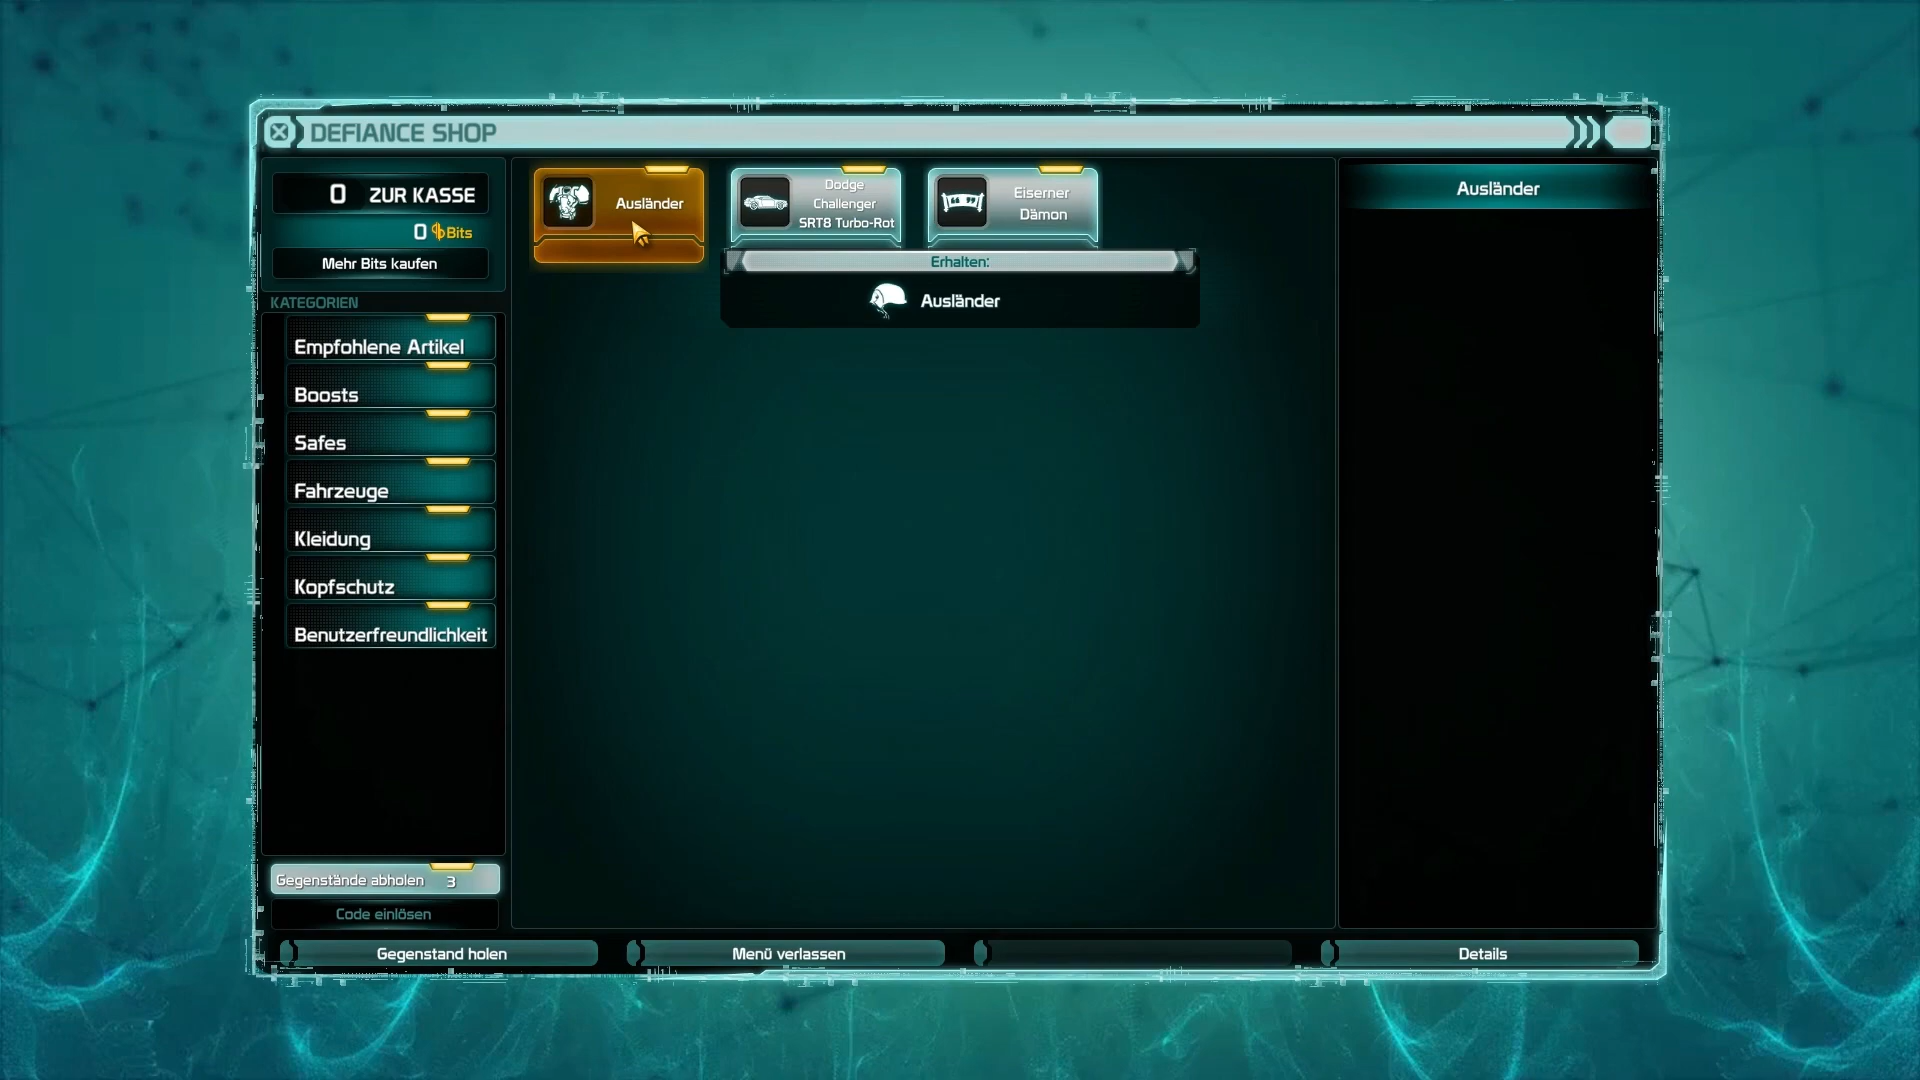 DEFIANCE SHOP
0 ZUR KASSE
0 Bits
Mehr Bits kaufen
KATEGORIEN
Empfohlene Artikel
Boosts
Safes
Fahrzeuge
Kleidung
Kopfschutz
Benutzerfreundlichkeit
Gegenstände abholen 3
Code einlösen
Ausländer
Dodge
Challenger
SRT8 Turbo-Rot
Eiserner
Dämon
Erhalten:
Ausländer
Ausländer
Gegenstand holen
Menü verlassen
Details